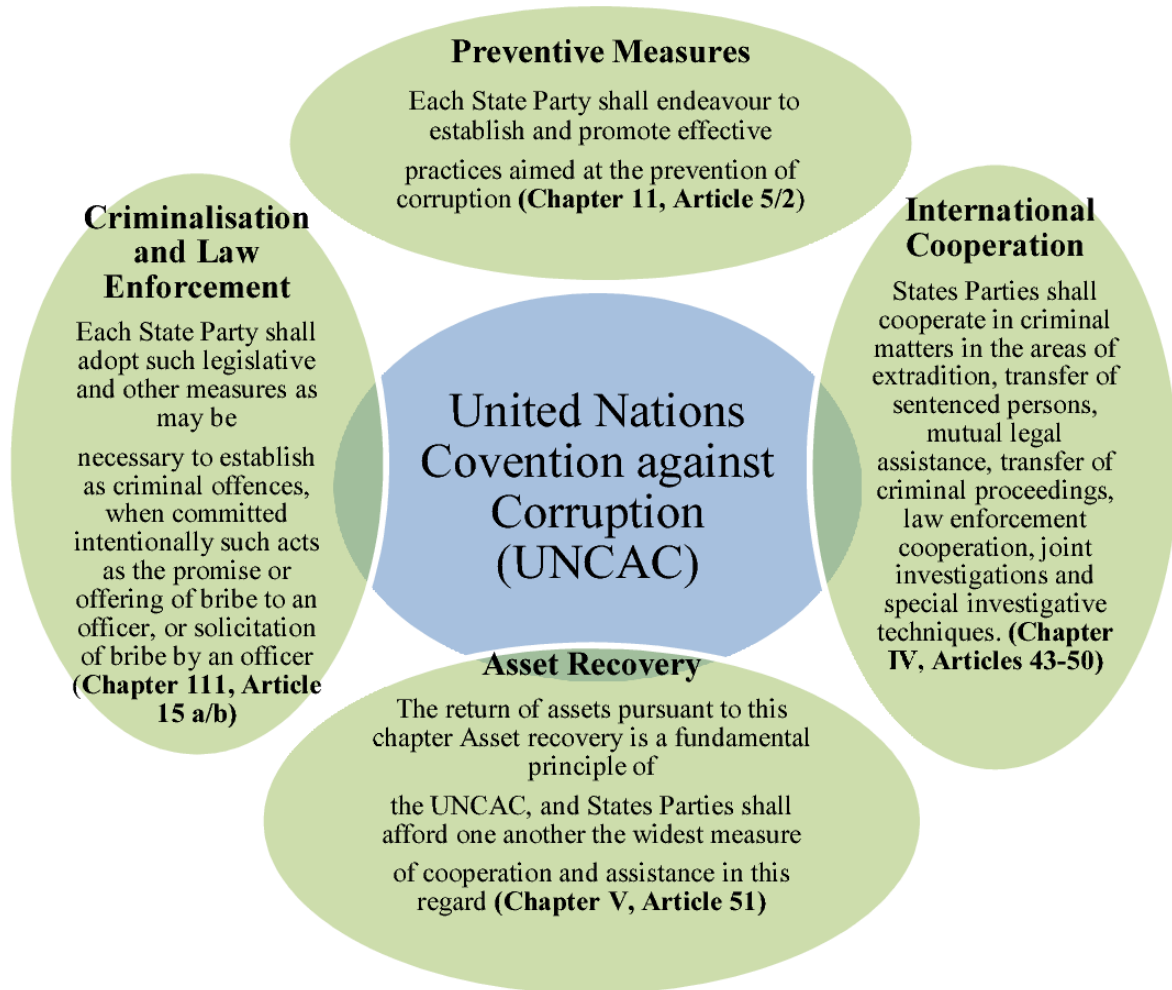 Preventive Measures
Each State Party shall endeavour to
establish and promote effective
practices aimed at the prevention of
corruption (Chapter 11, Article 5/2)
Criminalisation
and Law
Enforcement
Each State Party shall
adopt such legislative
and other measures as
may be
necessary to establish
as criminal offences,
when committed
intentionally such acts
as the promise or
offering of bribe to an
officer, or solicitation
of bribe by an officer
(Chapter 111, Article
15 a/b)
United Nations
Covention against
Corruption
(UNCAC)
International
Cooperation
States Parties shall
cooperate in criminal
matters in the areas of
extradition, transfer of
sentenced persons,
mutual legal
assistance, transfer of
criminal proceedings,
law enforcement
cooperation, joint
investigations and
special investigative
techniques. (Chapter
IV, Articles 43-50)
Asset Recovery
The return of assets pursuant to this
chapter Asset recovery is a fundamental
principle of
the UNCAC, and States Parties shall
afford one another the widest measure
of cooperation and assistance in this
regard (Chapter V, Article 51)